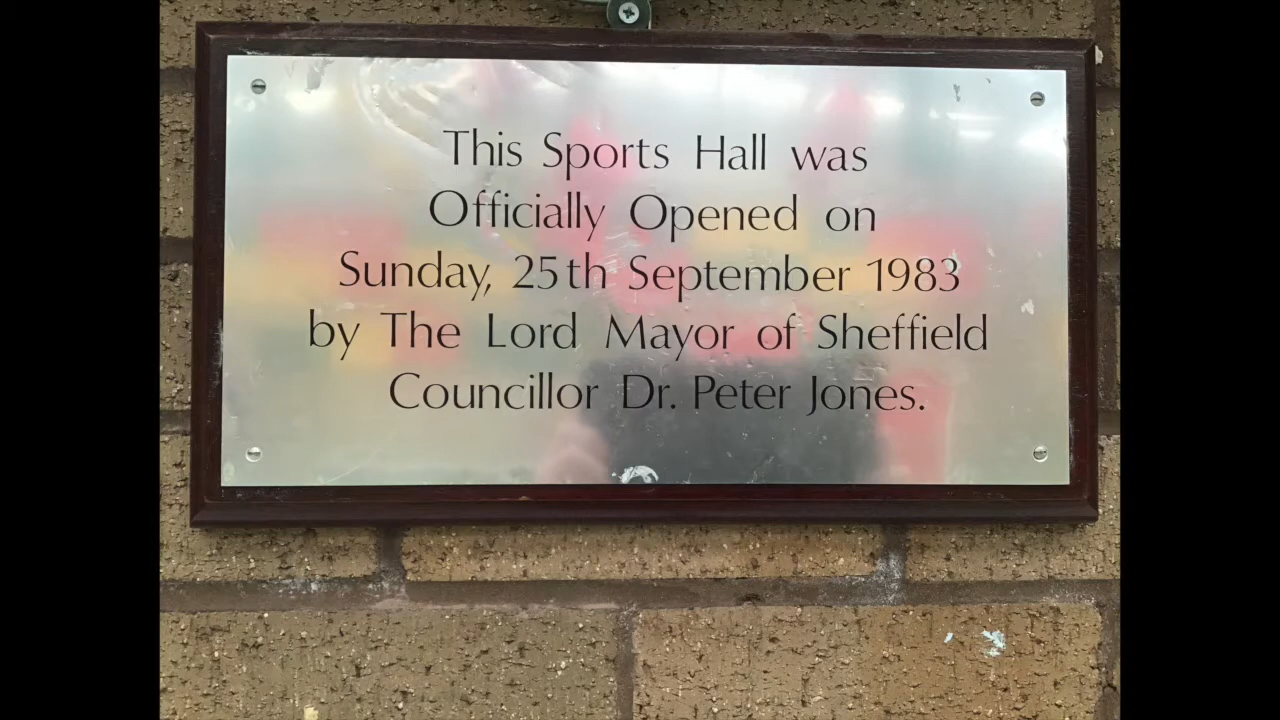 This Sports Hall was
Officially Opened on
Sunday, 25th September 1983
by The Lord Mayor of Sheffield
Councillor Dr. Peter Jones.